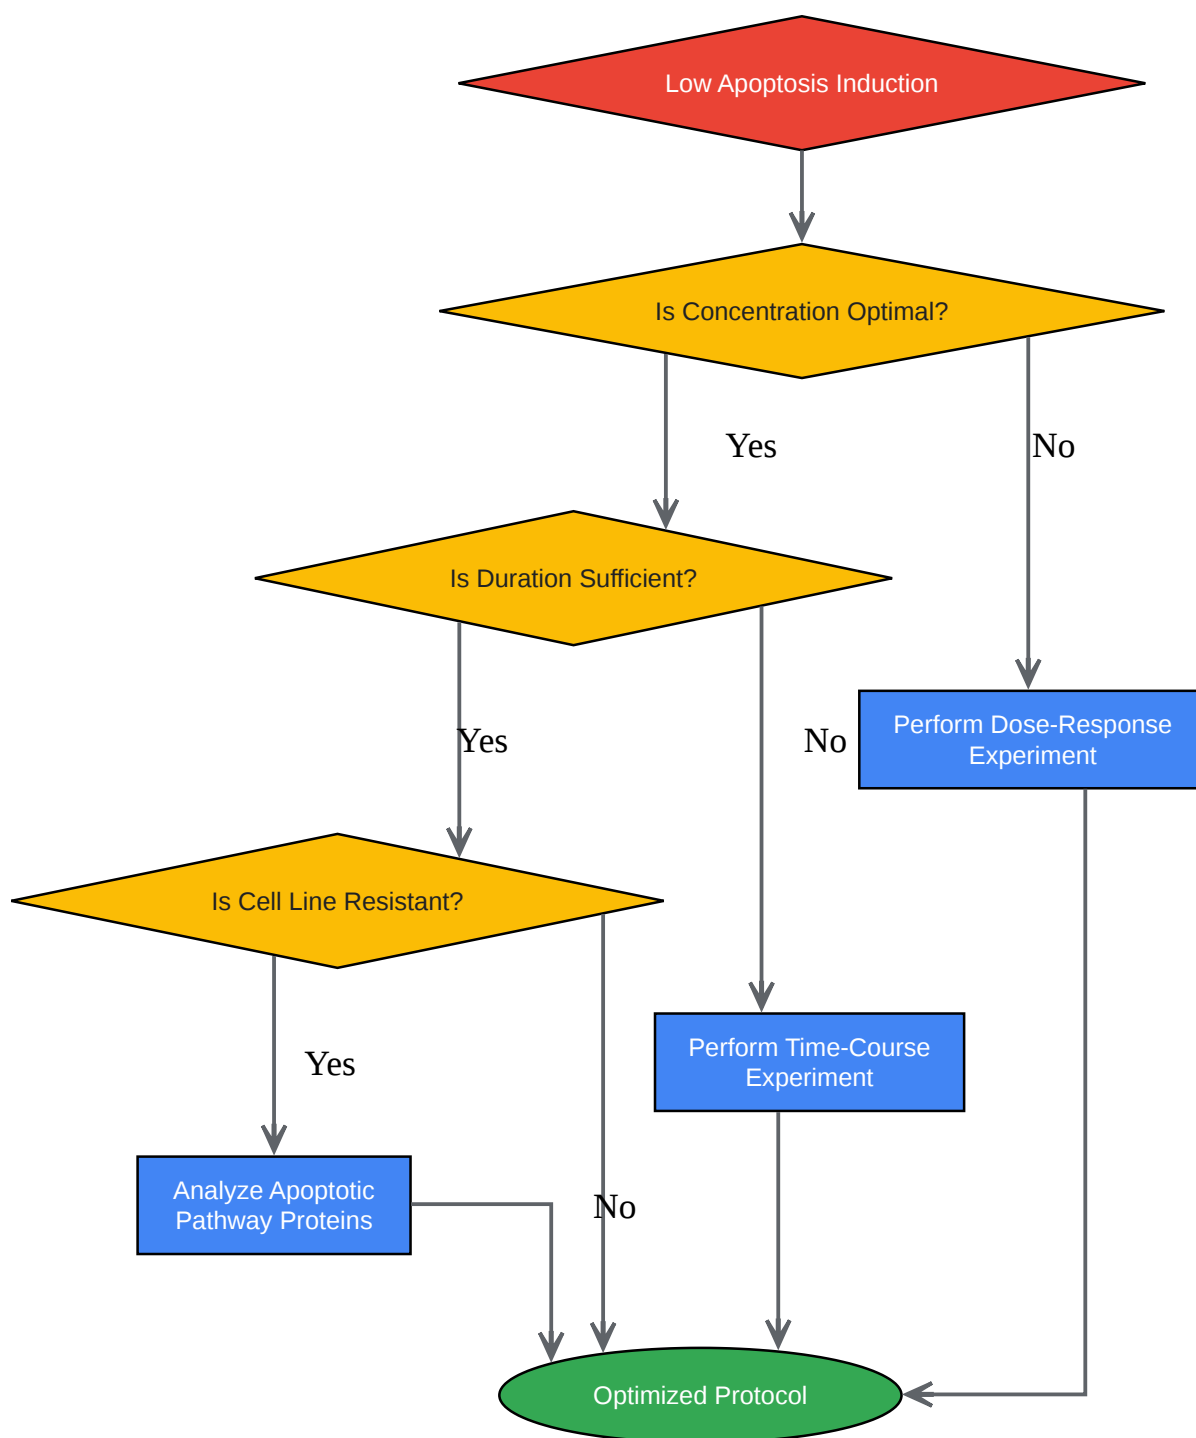 Low Apoptosis Induction
Is Concentration Optimal?
Yes
No
Is Duration Sufficient?
Yes
No
Perform Dose-Response
Experiment
Is Cell Line Resistant?
Yes
Perform Time-Course
Experiment
Analyze Apoptotic
Pathway Proteins
No
Optimized Protocol